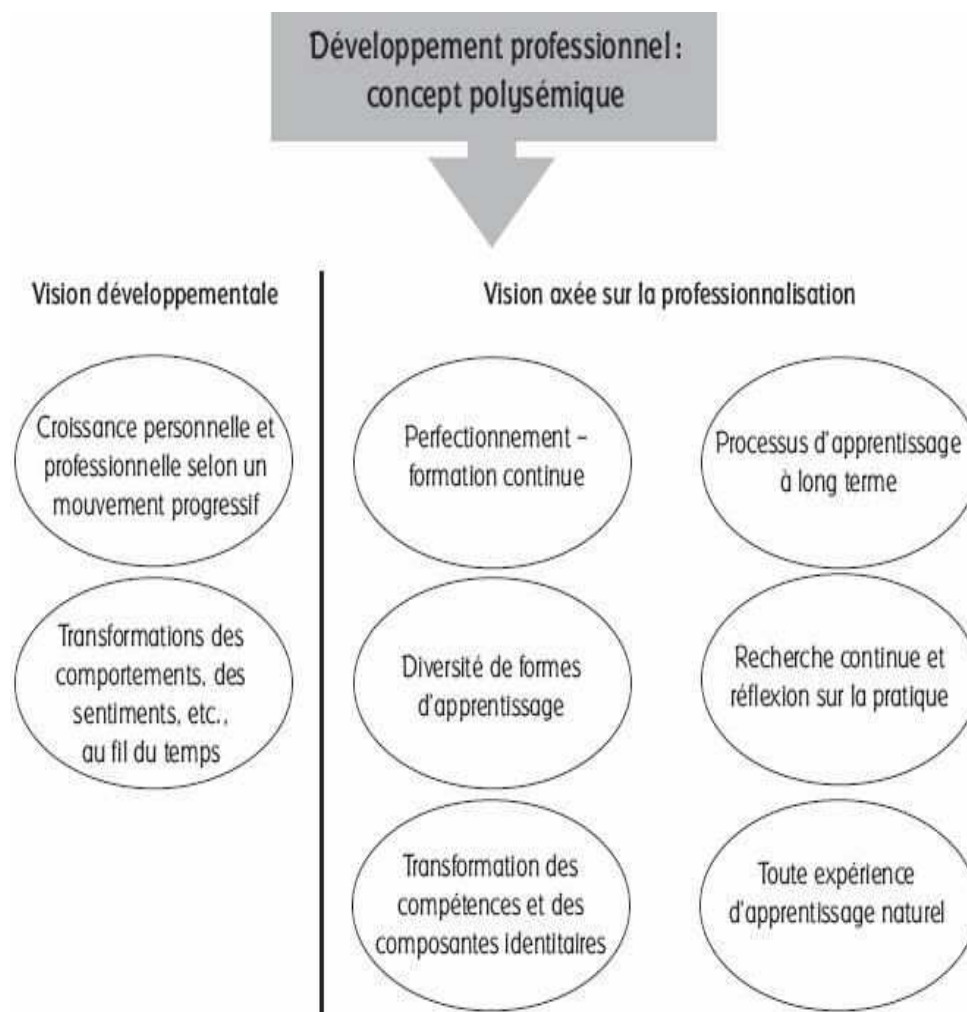 Développement professionnel :
concept polysémique
Vision développementale
Vision axée sur la professionnalisation
Croissance personnelle et
professionnelle selon un
mouvement progressif
Perfectionnement –
formation continue
Processus d'apprentissage
à long terme
Transformations des
comportements, des
sentiments, etc.,
au fil du temps
Diversité de formes
d'apprentissage
Recherche continue et
réflexion sur la pratique
Transformation des
compétences et des
composantes identitaires
Toute expérience
d'apprentissage naturel